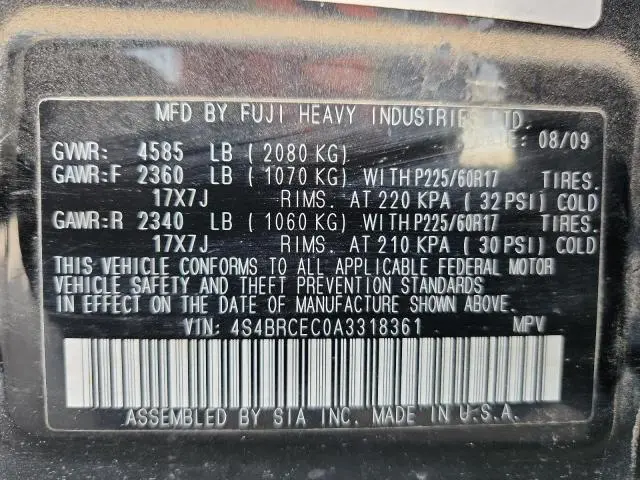 MFD BY FUJI HEAVY INDUSTRIES LTD.
08/09
GVWR: 4585 LB ( 2080 KG)
GAWR:F 2360 LB ( 1070 KG) WITH P225/60R17 TIRES.
17X7J RIMS. AT 220 KPA ( 32 PSI) COLD
GAWR:R 2340 LB ( 1060 KG) WITH P225/60R17 TIRES.
17X7J RIMS. AT 210 KPA ( 30 PSI) COLD
THIS VEHICLE CONFORMS TO ALL APPLICABLE FEDERAL MOTOR
VEHICLE SAFETY AND THEFT PREVENTION STANDARDS
IN EFFECT ON THE DATE OF MANUFACTURE SHOWN ABOVE.
VIN: 4S4BRCEC0A3318361 MPV
ASSEMBLED BY SIA INC. MADE IN U.S.A.